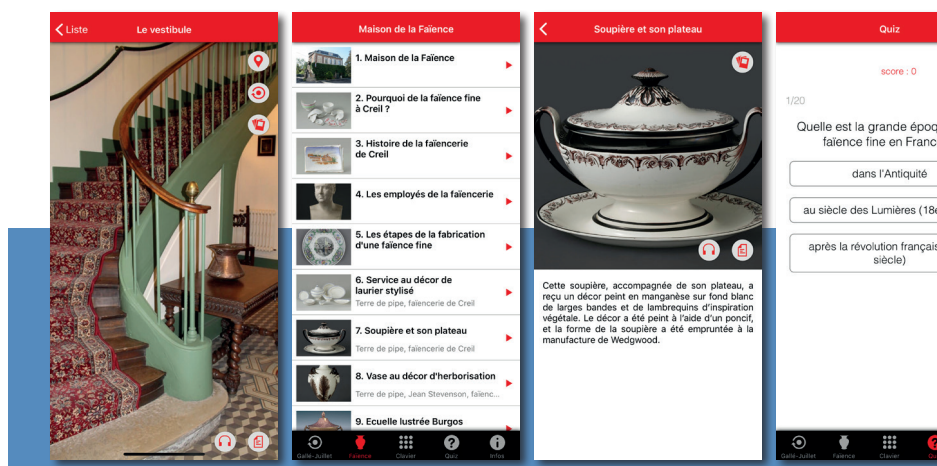 Liste
Le vestibule
Maison de la Faïence
1. Maison de la Faïence
2. Pourquoi de la faïence fine
à Creil ?
3. Histoire de la faïencerie
de Creil
4. Les employés de la faïencerie
5. Les étapes de la fabrication
d'une faïence fine
6. Service au décor de
laurier stylisé
Terre de pipe, faïencerie de Creil
7. Soupière et son plateau
Terre de pipe, faïencerie de Creil
8. Vase au décor d'herborisation
Terre de pipe, Jean Stevenson, faïenc...
9. Ecuelle lustrée Burgos
Gallé-Juillet
Faïence
Clavier
Quiz
Infos
Soupière et son plateau
Cette soupière, accompagnée de son plateau, a
reçu un décor peint en manganèse sur fond blanc
de larges bandes et de lambrequins d'inspiration
végétale. Le décor a été peint à l'aide d'un poncif,
et la forme de la soupière a été empruntée à la
manufacture de Wedgwood.
Quiz
score : 0
1/20
Quelle est la grande époq
faïence fine en Franc
dans l'Antiquité
au siècle des Lumières (18e
après la révolution français
siècle)
Gallé-Juillet
Faïence
Clavier